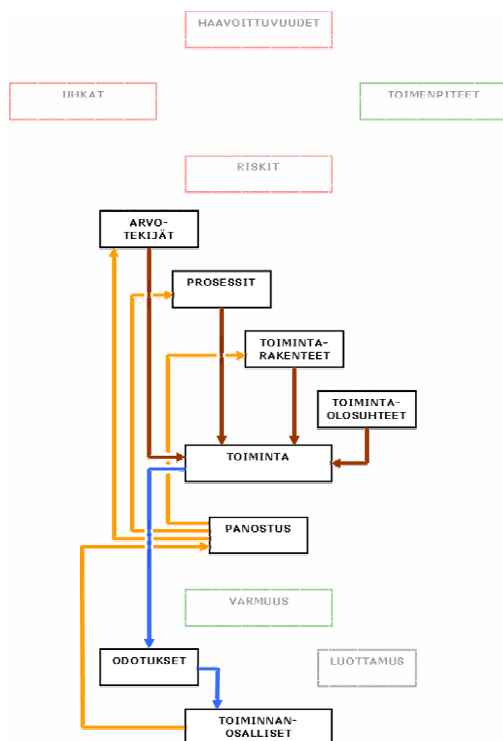 HAAVOITTUVUUDET
UHKAT
TOIMENPITEET
RISKIT
ARVO-
TEKIJÄT
PROSESSIT
TOIMINTA-
RAKENTEET
TOIMINTA-
OLOSUHTEET
TOIMINTA
PANOSTUS
VARMUUS
ODOTUKSET
LUOTTAMUS
TOIMINNAN-
OSALLISET